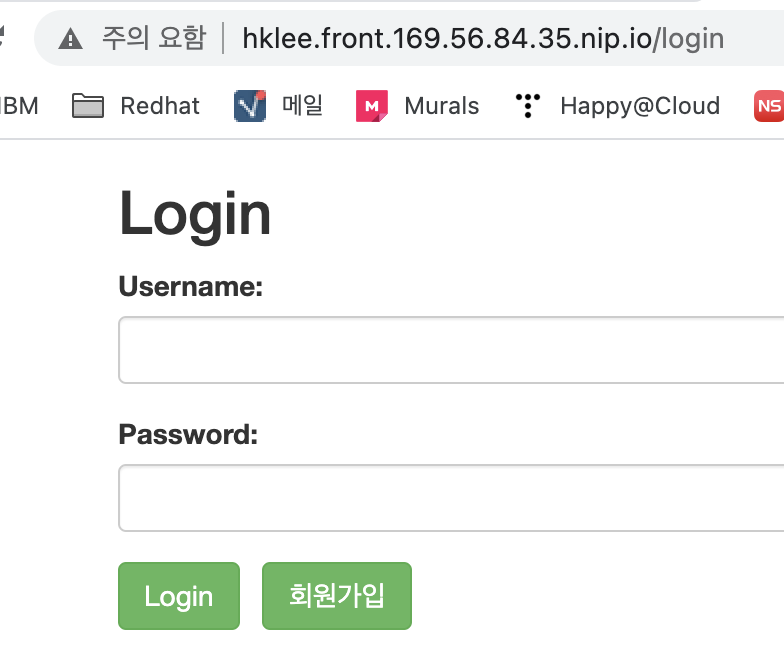 주의 요함 hklee.front.169.56.84.35.nip.io/login
IBM Redhat 메일 M Murals Happy@Cloud NS
Login
Username:
Password:
Login 회원가입